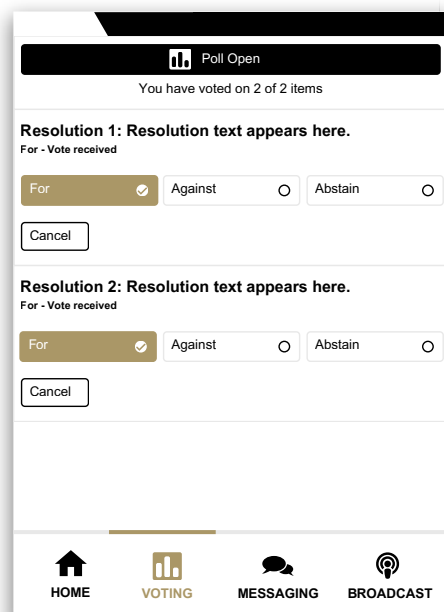 Poll Open
You have voted on 2 of 2 items
Resolution 1: Resolution text appears here.
For - Vote received
For Against Abstain
Cancel
Resolution 2: Resolution text appears here.
For - Vote received
For Against Abstain
Cancel
HOME VOTING MESSAGING BROADCAST